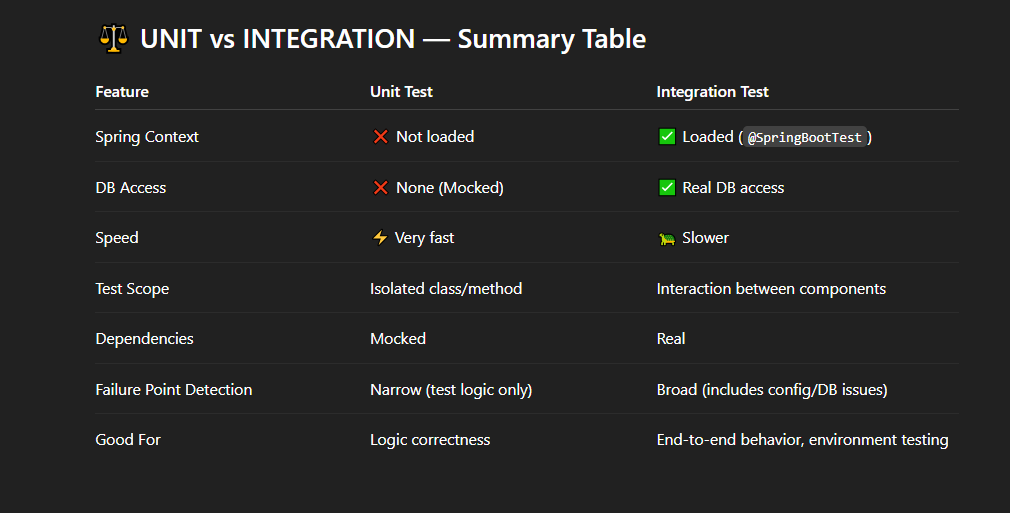 ⚖️ UNIT vs INTEGRATION — Summary Table
Feature Unit Test Integration Test
Spring Context ❌ Not loaded ✅ Loaded (@SpringBootTest)
DB Access ❌ None (Mocked) ✅ Real DB access
Speed ⚡ Very fast 🐢 Slower
Test Scope Isolated class/method Interaction between components
Dependencies Mocked Real
Failure Point Detection Narrow (test logic only) Broad (includes config/DB issues)
Good For Logic correctness End-to-end behavior, environment testing